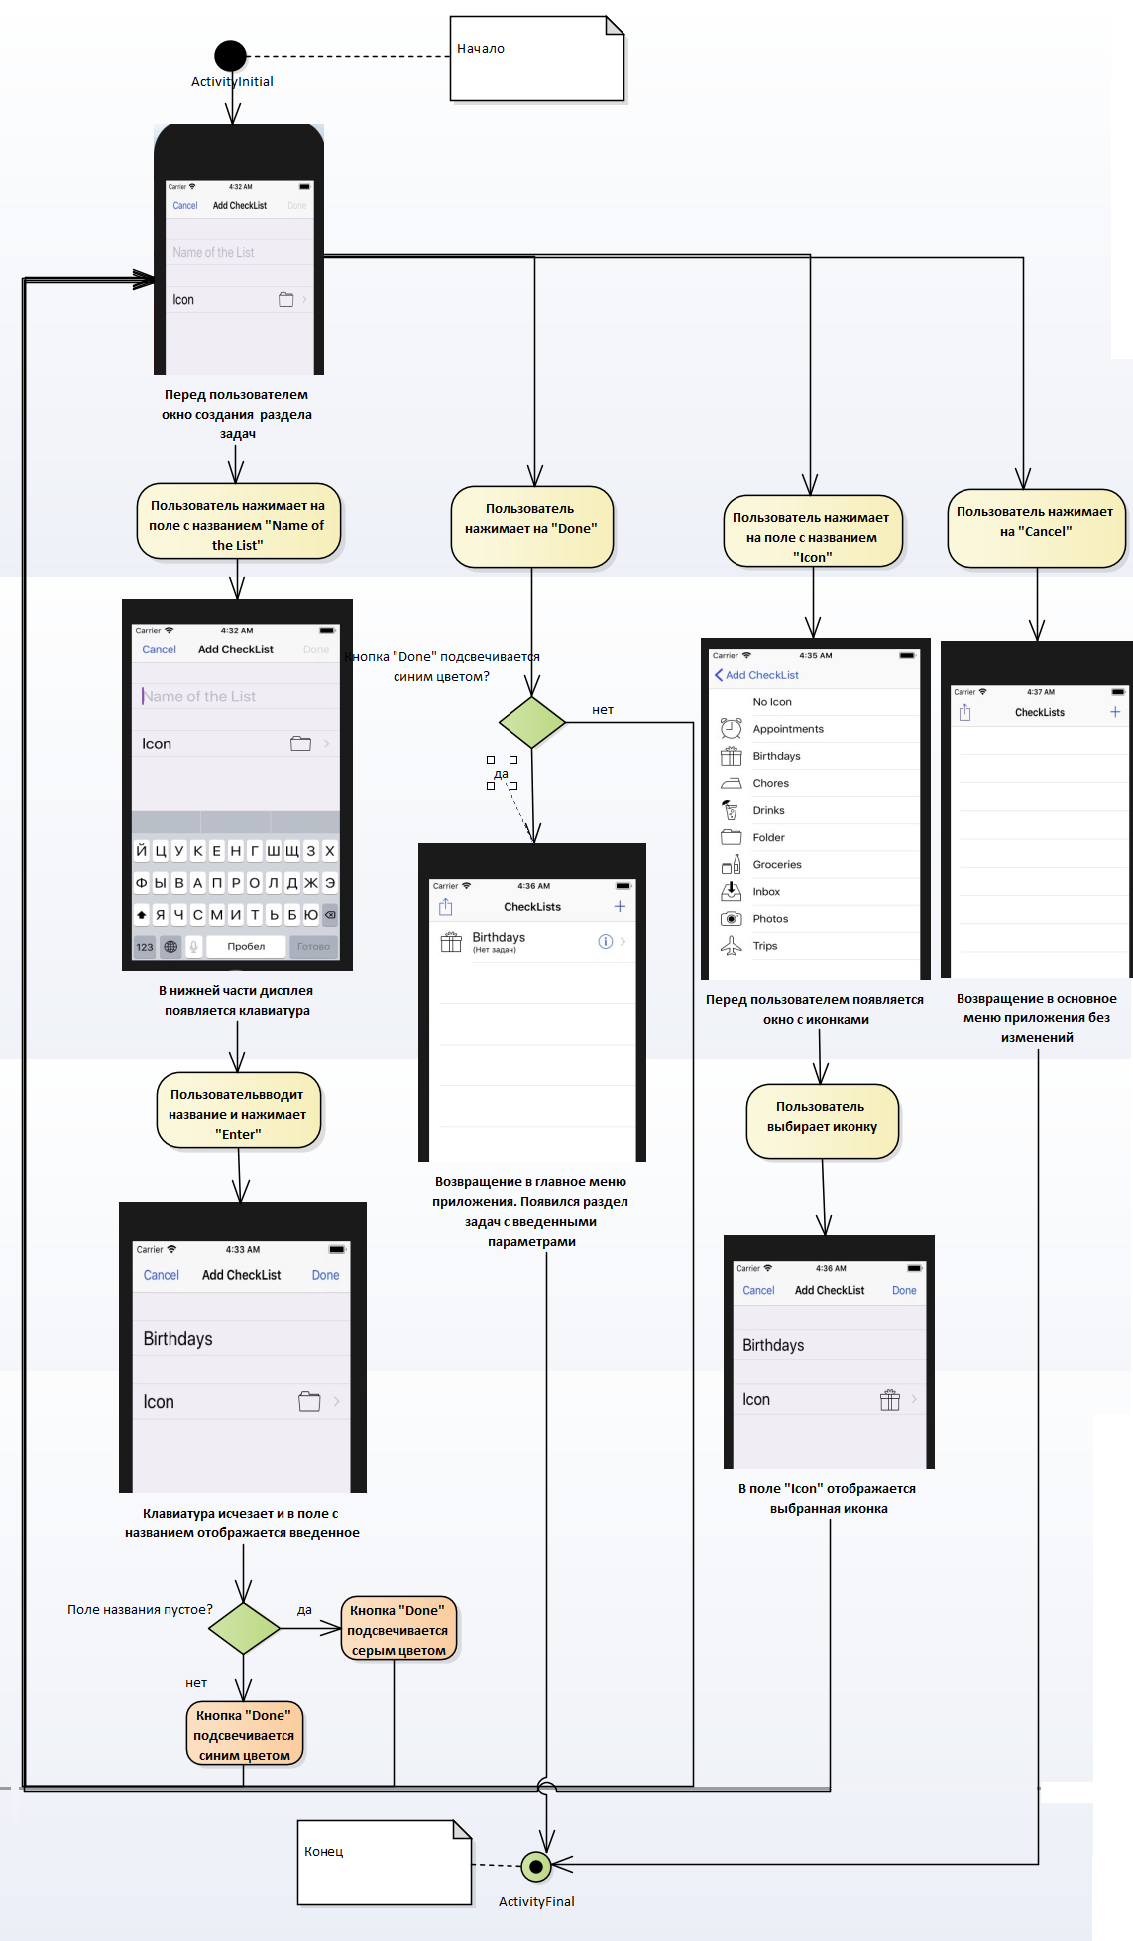 Начало
ActivityInitial
Carrier 4:32 AM
Cancel Add CheckList Done
Name of the List
Icon
Перед пользователем
окно создания раздела
задач
Пользователь нажимает на
поле с названием "Name of
the List"
Пользователь
нажимает на "Done"
Пользователь нажимает
на поле с названием
"Icon"
Пользователь нажимает
на "Cancel"
Carrier 4:32 AM
Cancel Add CheckList Done
Name of the List
Icon
Й Ц У К Е Н Г Ш Щ З Х
Ф Ы В А П Р О Л Д Ж Э
Я Ч С М И Т Ь Б Ю
123 Пробел Готово
В нижней части дисплея
появляется клавиатура
Кнопка "Done" подсвечивается
синим цветом?
нет
да
Carrier 4:36 AM
CheckLists +
Birthdays
(Нет задач)
Возвращение в главное меню
приложения. Появился раздел
задач с введенными
параметрами
Carrier 4:35 AM
Add CheckList
No Icon
Appointments
Birthdays
Chores
Drinks
Folder
Groceries
Inbox
Photos
Trips
Перед пользователем появляется
окно с иконками
Carrier 4:37 AM
CheckLists +
Возвращение в основное
меню приложения без
изменений
Пользовательвводит
название и нажимает
"Enter"
Пользователь
выбирает иконку
Carrier 4:33 AM
Cancel Add CheckList Done
Birthdays
Icon
Клавиатура исчезает и в поле с
названием отображается введенное
Carrier 4:36 AM
Cancel Add CheckList Done
Birthdays
Icon
В поле "Icon" отображается
выбранная иконка
Поле названия пустое?
да
Кнопка "Done"
подсвечивается
серым цветом
нет
Кнопка "Done"
подсвечивается
синим цветом
Конец
ActivityFinal